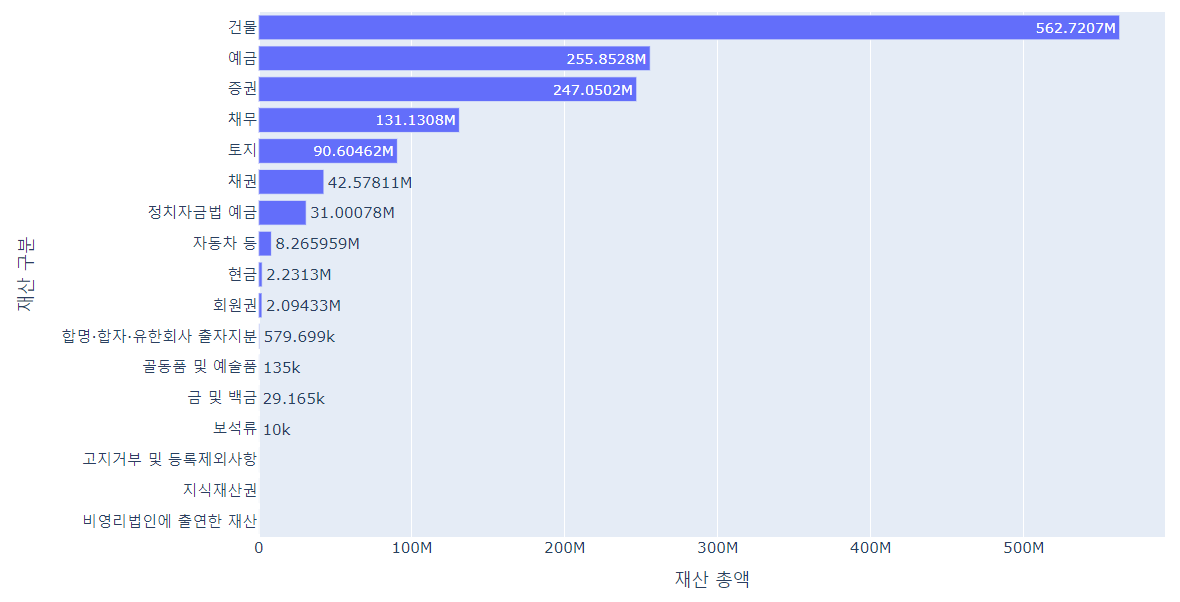 건물 562.7207M
예금 255.8528M
증권 247.0502M
채무 131.1308M
토지 90.60462M
채권 42.57811M
정치자금법 예금 31.00078M
자동차 등 8.265959M
현금 2.2313M
회원권 2.09433M
합명·합자·유한회사 출자지분 579.699k
골동품 및 예술품 135k
금 및 백금 29.165k
보석류 10k
고지거부 및 등록제외사항
지식재산권
비영리법인에 출연한 재산
재산 구분
0 100M 200M 300M 400M 500M
재산 총액